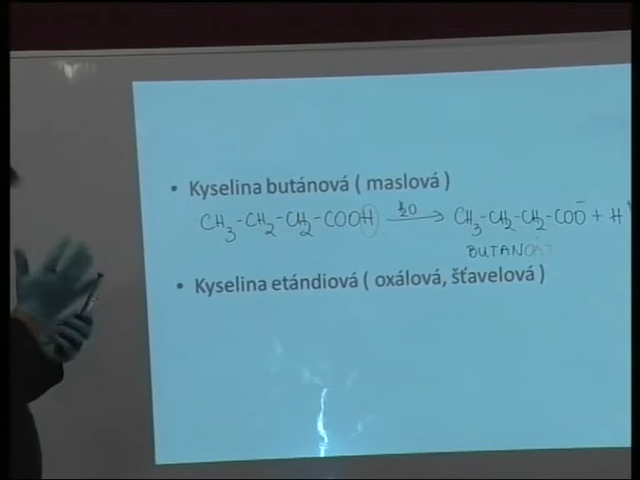 • Kyselina butánová ( maslová )
CH3-CH2-CH2-COOH H2O → CH3-CH2-CH2-COO⁻ + H⁺
BUTANOÁT
• Kyselina etándiová ( oxálová, šťavelová )